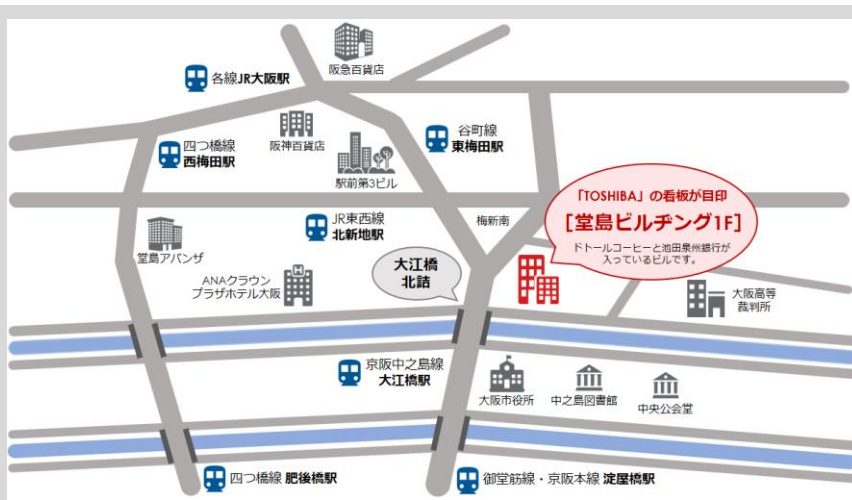 阪急百貨店
各線JR大阪駅
四つ橋線
西梅田駅
阪神百貨店
谷町線
東梅田駅
駅前第3ビル
「TOSHIBA」の看板が目印
[堂島ビルヂング1F]
ドトールコーヒーと池田泉州銀行が
入っているビルです。
JR東西線
北新地駅
梅新南
堂島アバンザ
大江橋
北詰
ANAクラウン
プラザホテル大阪
大阪高等
裁判所
京阪中之島線
大江橋駅
大阪市役所
中之島図書館
中央公会堂
四つ橋線 肥後橋駅
御堂筋線・京阪本線 淀屋橋駅